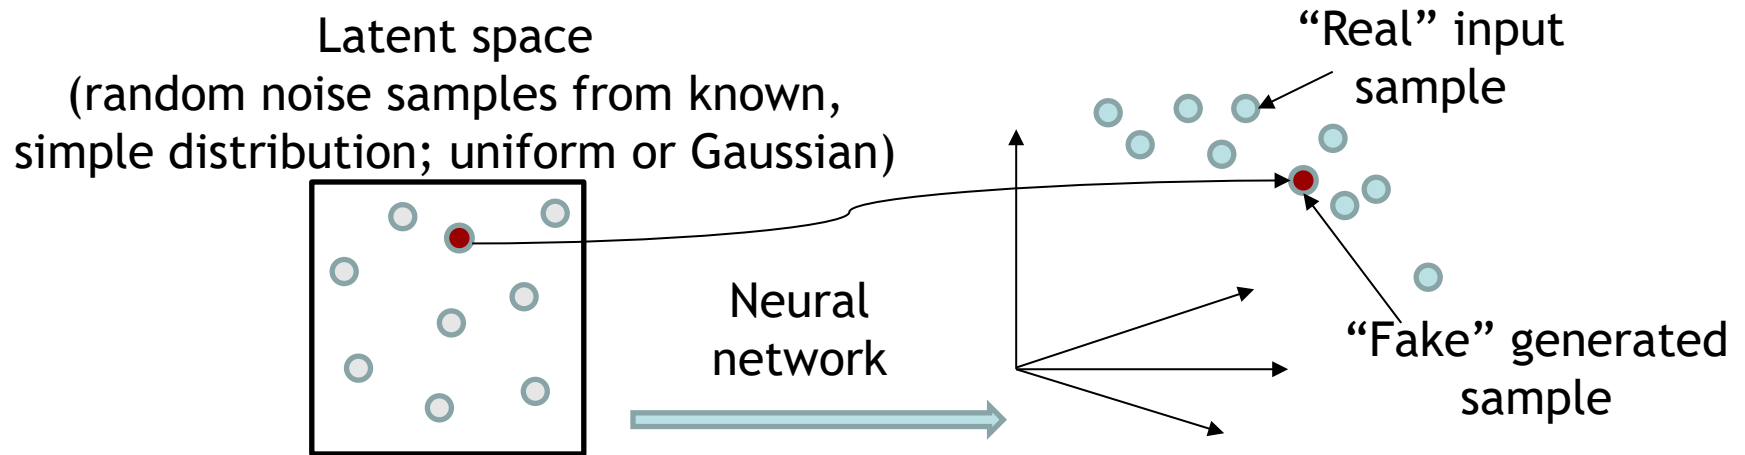 Latent space
(random noise samples from known,
simple distribution; uniform or Gaussian)
“Real” input
sample
Neural
network
“Fake” generated
sample